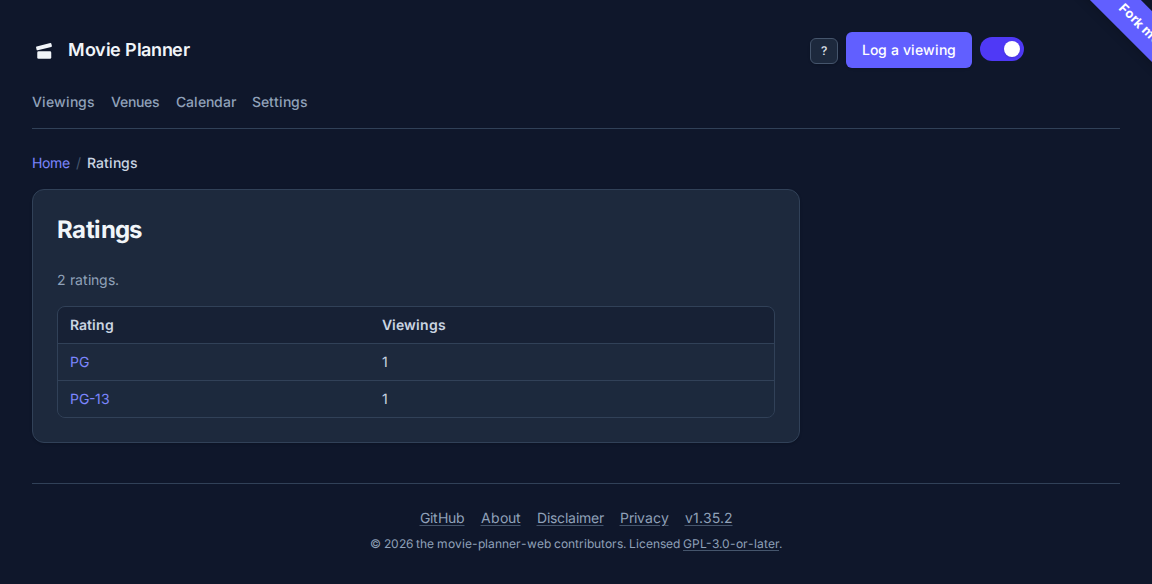 Fork m
Movie Planner
? Log a viewing
Viewings Venues Calendar Settings
Home / Ratings
Ratings
2 ratings.
Rating Viewings
PG 1
PG-13 1
GitHub About Disclaimer Privacy v1.35.2
© 2026 the movie-planner-web contributors. Licensed GPL-3.0-or-later.